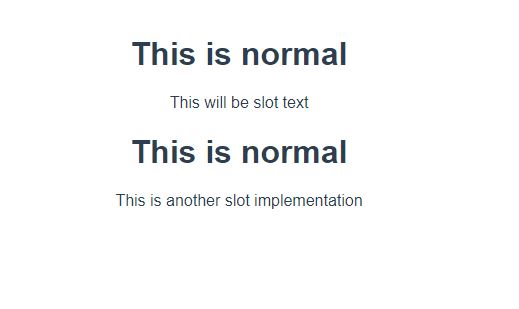 This is normal
This will be slot text
This is normal
This is another slot implementation